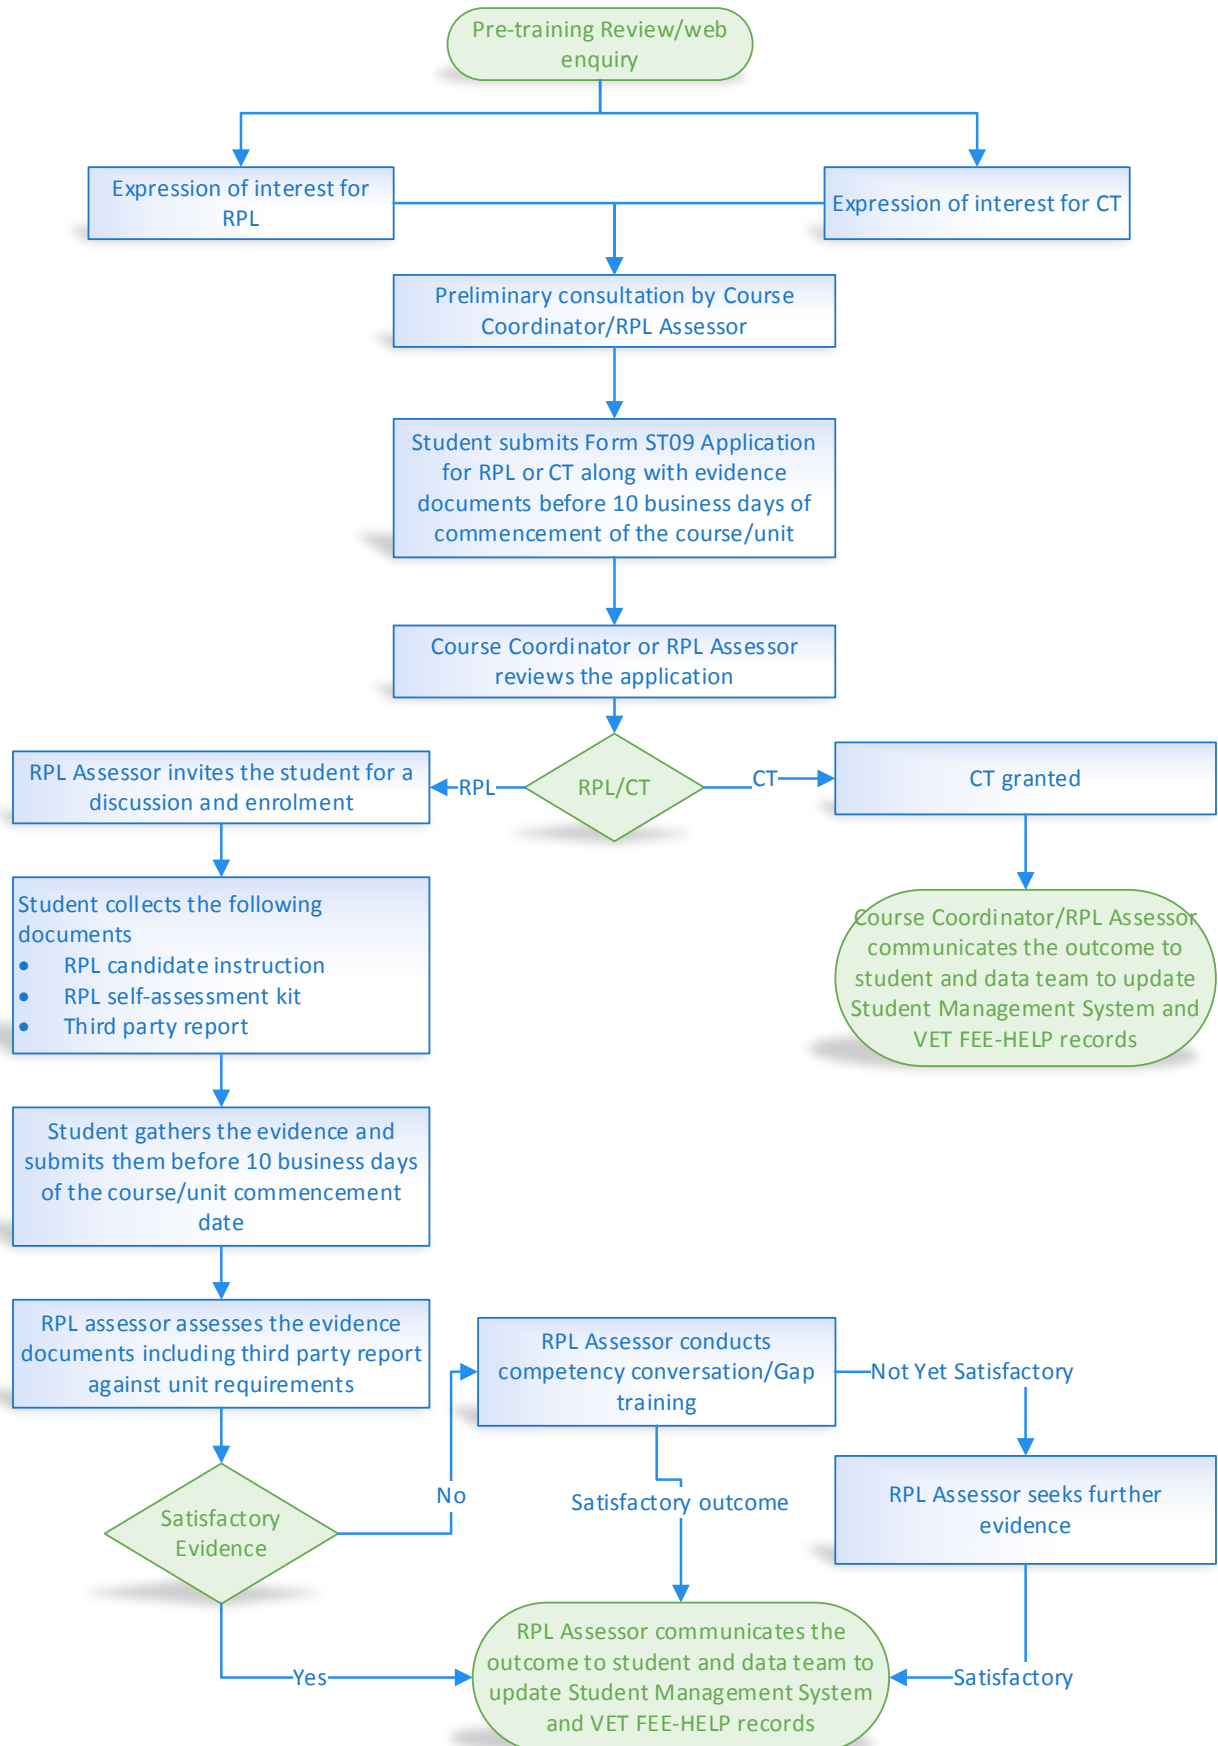 Pre-training Review/web
enquiry
Expression of interest for
RPL
Expression of interest for CT
Preliminary consultation by Course
Coordinator/RPL Assessor
Student submits Form ST09 Application
for RPL or CT along with evidence
documents before 10 business days of
commencement of the course/unit
Course Coordinator or RPL Assessor
reviews the application
RPL Assessor invites the student for a
discussion and enrolment
RPL
RPL/CT
CT
CT granted
Student collects the following
documents
• RPL candidate instruction
• RPL self-assessment kit
• Third party report
Course Coordinator/RPL Assessor
communicates the outcome to
student and data team to update
Student Management System and
VET FEE-HELP records
Student gathers the evidence and
submits them before 10 business days
of the course/unit commencement
date
RPL assessor assesses the evidence
documents including third party report
against unit requirements
RPL Assessor conducts
competency conversation/Gap
training
Not Yet Satisfactory
No
Satisfactory outcome
RPL Assessor seeks further
evidence
Satisfactory
Evidence
Yes
RPL Assessor communicates the
outcome to student and data team to
update Student Management System
and VET FEE-HELP records
Satisfactory